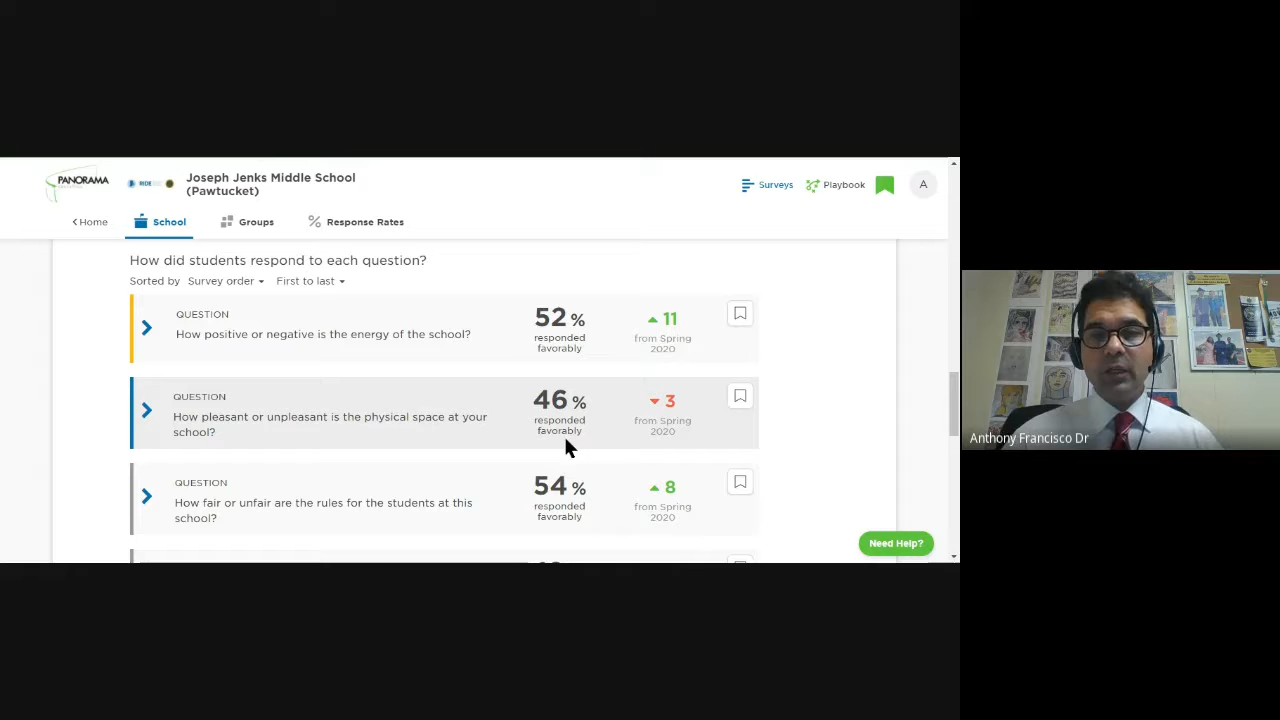 PANORAMA
RIDE
Joseph Jenks Middle School
(Pawtucket)
Surveys
Playbook
A
Home
School
Groups
Response Rates
How did students respond to each question?
Sorted by Survey order First to last
QUESTION
How positive or negative is the energy of the school?
52 %
responded
favorably
11
from Spring
2020
QUESTION
How pleasant or unpleasant is the physical space at your
school?
46 %
responded
favorably
3
from Spring
2020
QUESTION
How fair or unfair are the rules for the students at this
school?
54 %
responded
favorably
8
from Spring
2020
Need Help?
Anthony Francisco Dr